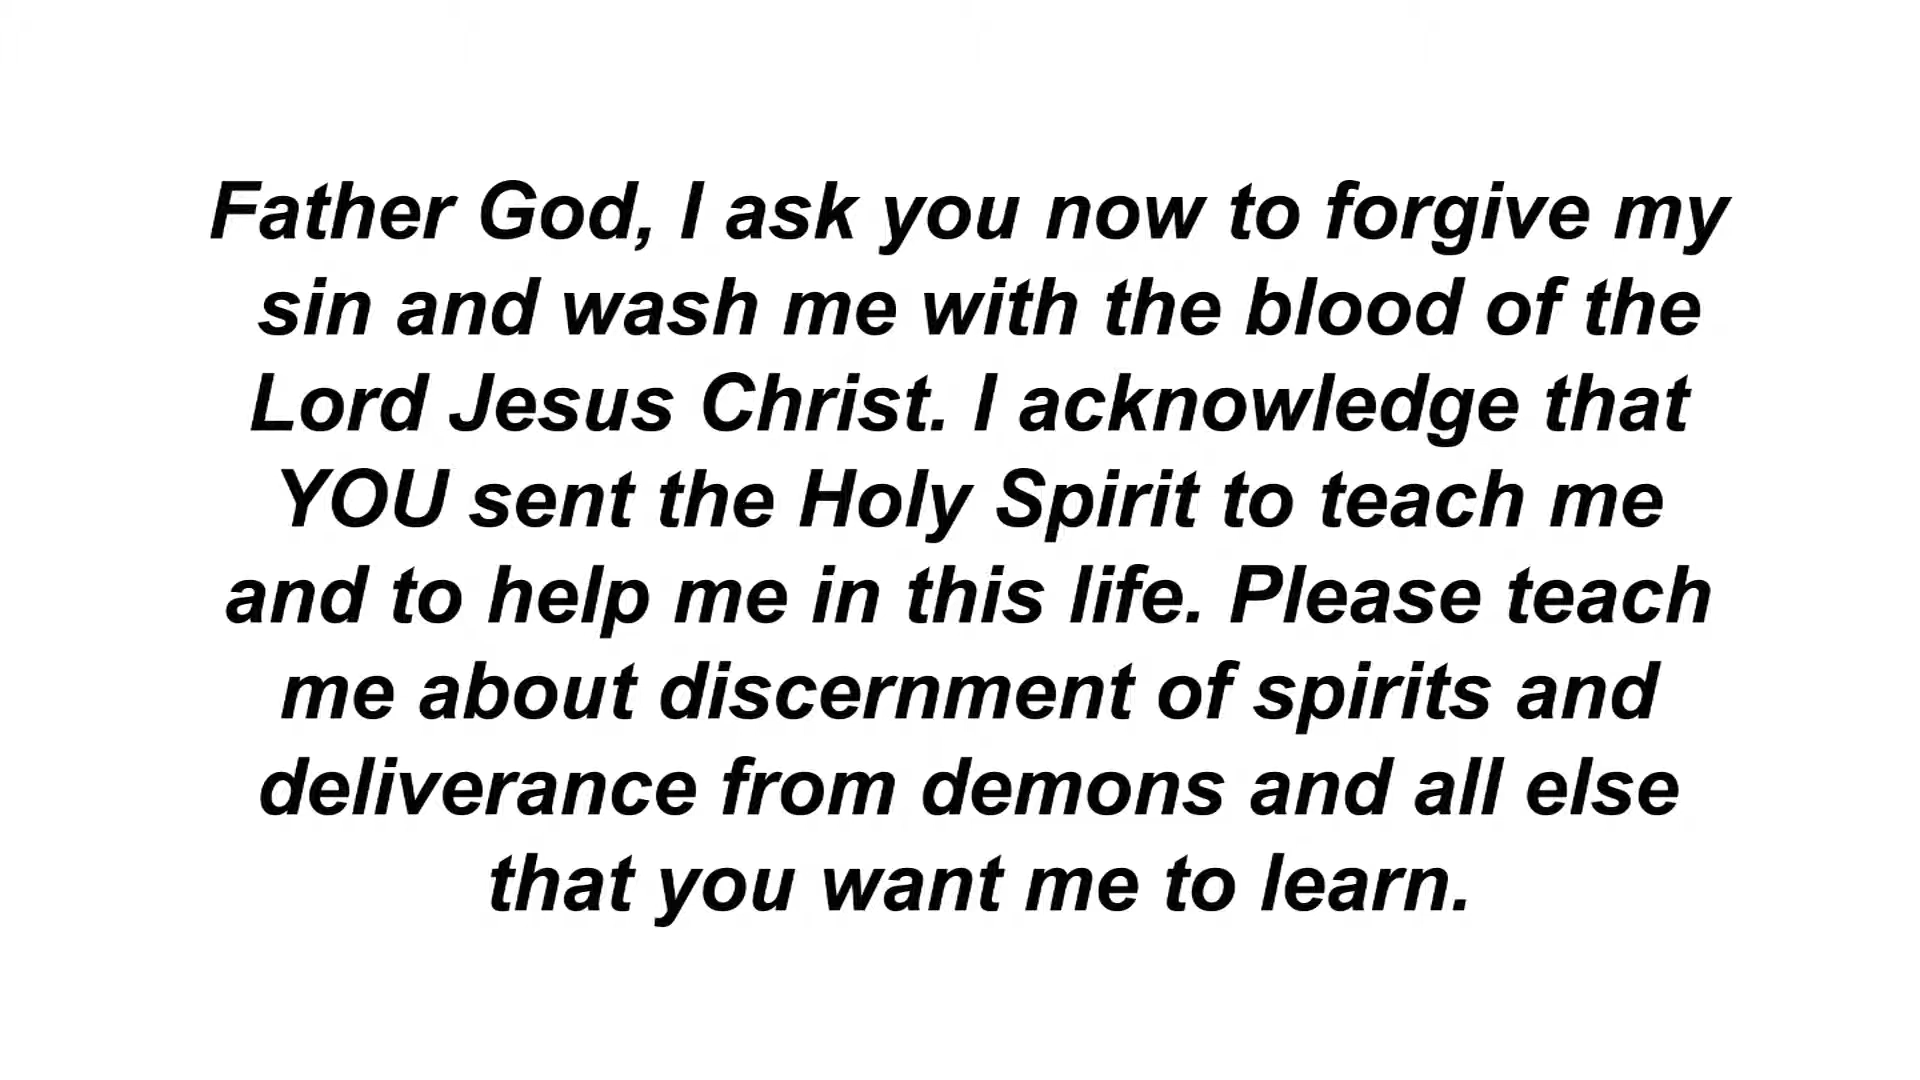 Father God, I ask you now to forgive my
sin and wash me with the blood of the
Lord Jesus Christ. I acknowledge that
YOU sent the Holy Spirit to teach me
and to help me in this life. Please teach
me about discernment of spirits and
deliverance from demons and all else
that you want me to learn.